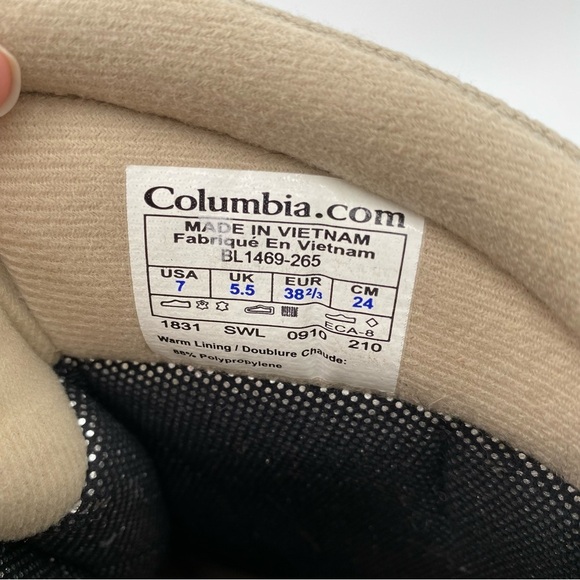 Columbia.com
MADE IN VIETNAM
Fabriqué En Vietnam
BL1469-265
USA UK EUR CM
7 5.5 38 2/3 24
ECA-8
1831 SWL 0910 210
Warm Lining / Doublure Chaude:
88% Polypropylene